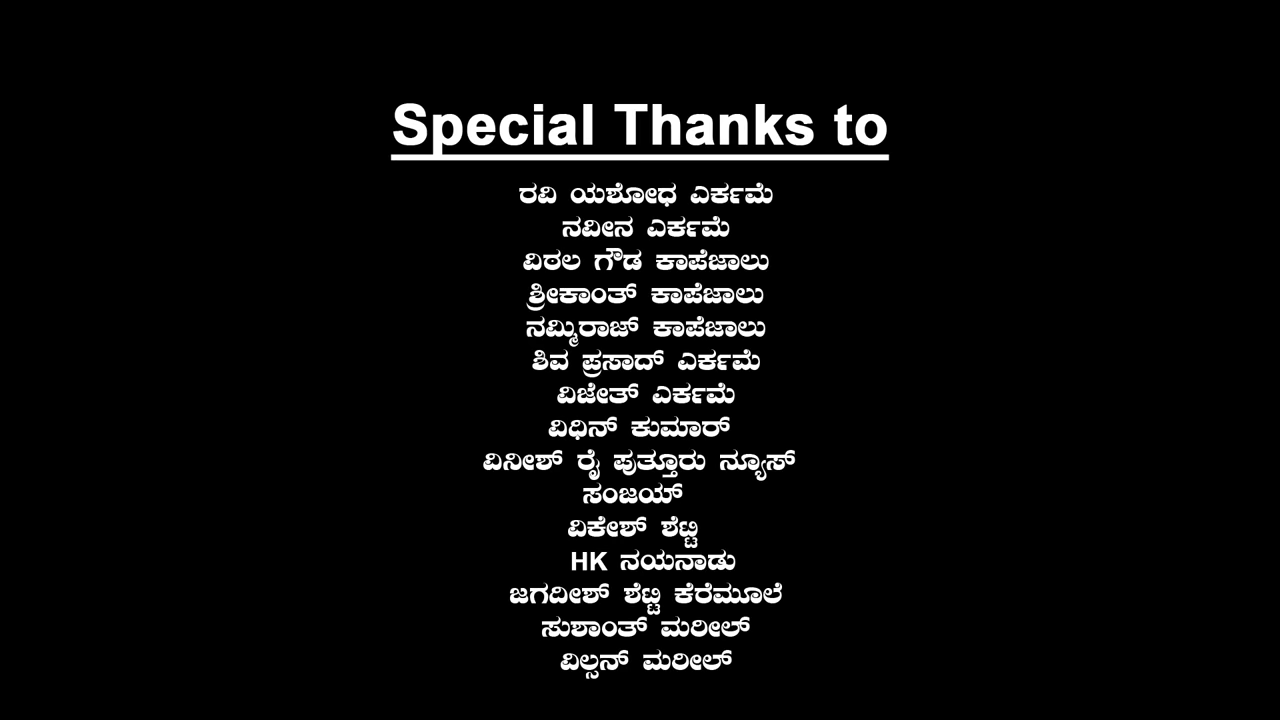 Special Thanks to
ರವಿ ಯಶೋಧ ಎರ್ಕಮೆ
ನವೀನ ಎರ್ಕಮೆ
ವಿಠಲ ಗೌಡ ಕಾಪೆಜಾಲು
ಶ್ರೀಕಾಂತ್ ಕಾಪೆಜಾಲು
ನಮ್ಮಿರಾಜ್ ಕಾಪೆಜಾಲು
ಶಿವ ಪ್ರಸಾದ್ ಎರ್ಕಮೆ
ವಿಜೇತ್ ಎರ್ಕಮೆ
ವಿಧಿನ್ ಕುಮಾರ್
ವಿನೀಶ್ ರೈ ಪುತ್ತೂರು ನ್ಯೂಸ್
ಸಂಜಯ್
ವಿಕೇಶ್ ಶೆಟ್ಟಿ
HK ನಯನಾಡು
ಜಗದೀಶ್ ಶೆಟ್ಟಿ ಕೆರೆಮೂಲೆ
ಸುಶಾಂತ್ ಮರೀಲ್
ವಿಲ್ಸನ್ ಮರೀಲ್